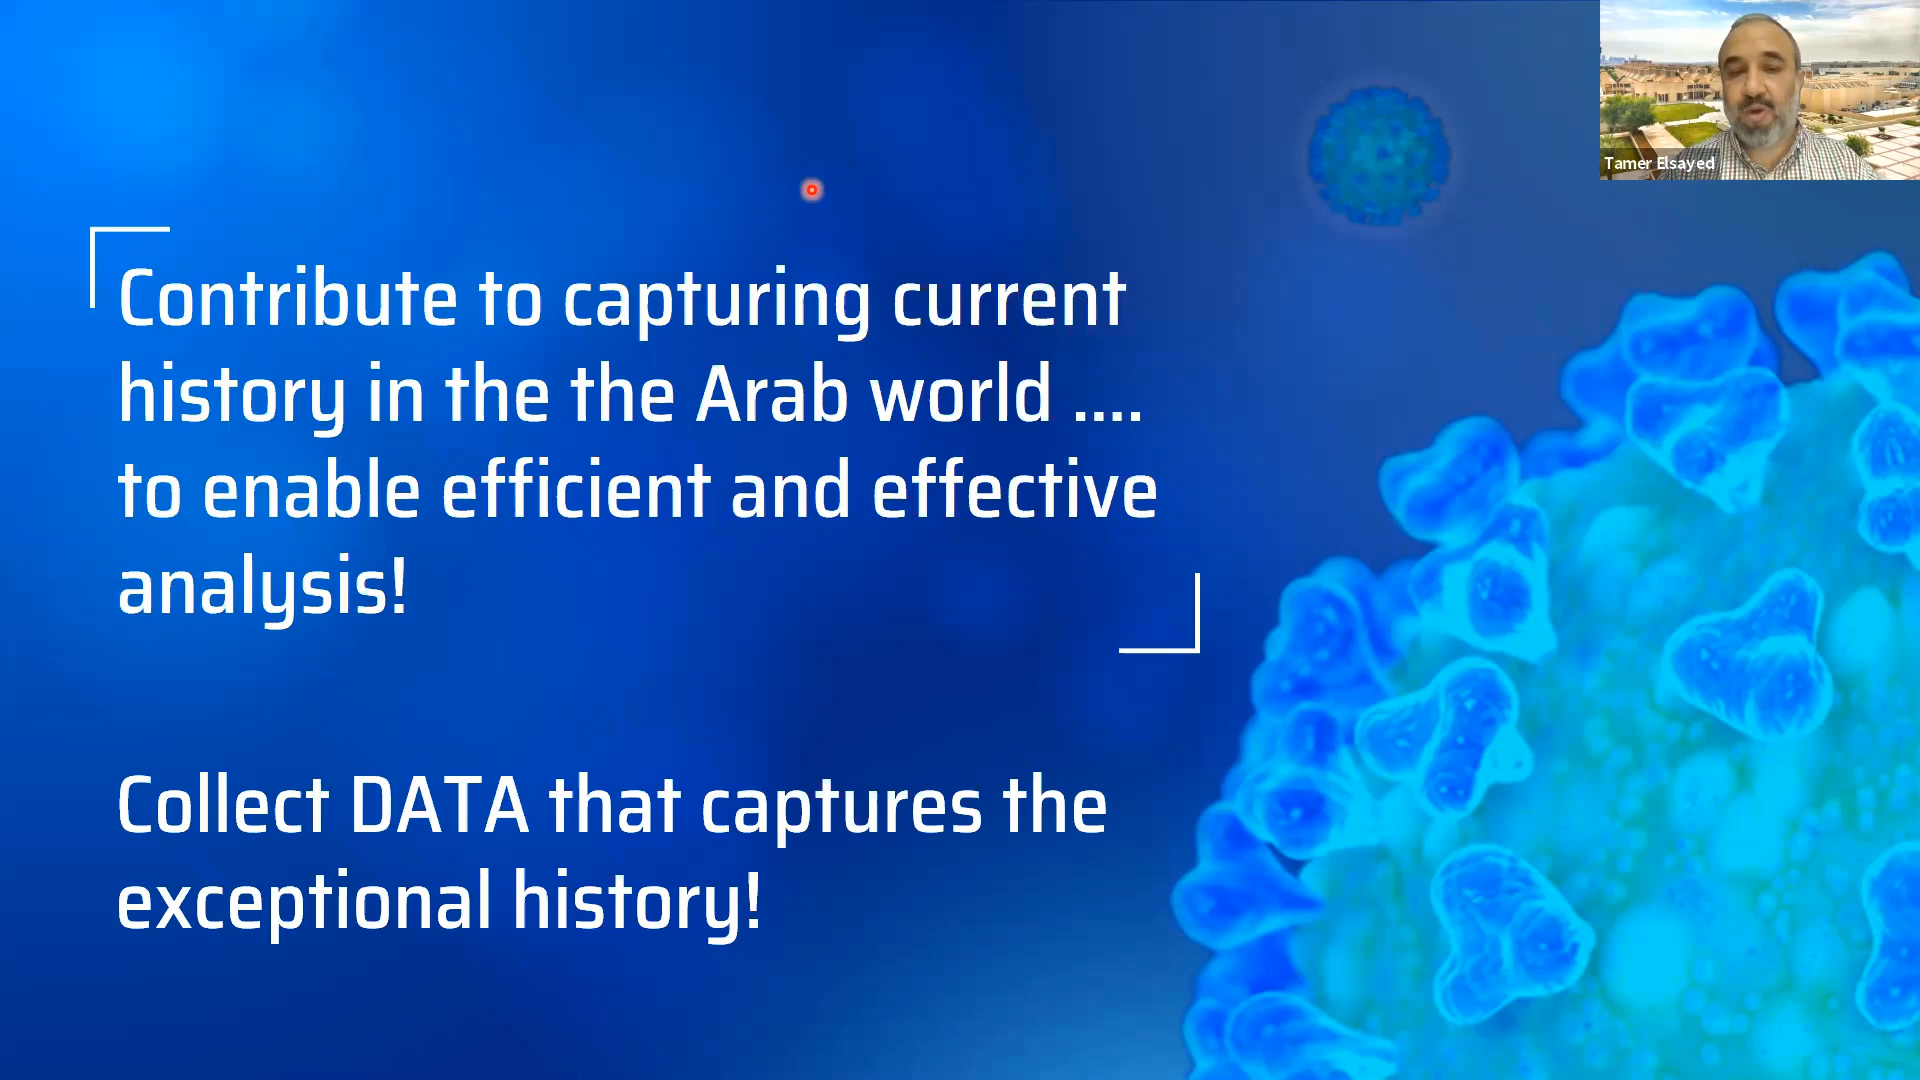 Tamer Elsayed
Contribute to capturing current
history in the the Arab world ....
to enable efficient and effective
analysis!
Collect DATA that captures the
exceptional history!